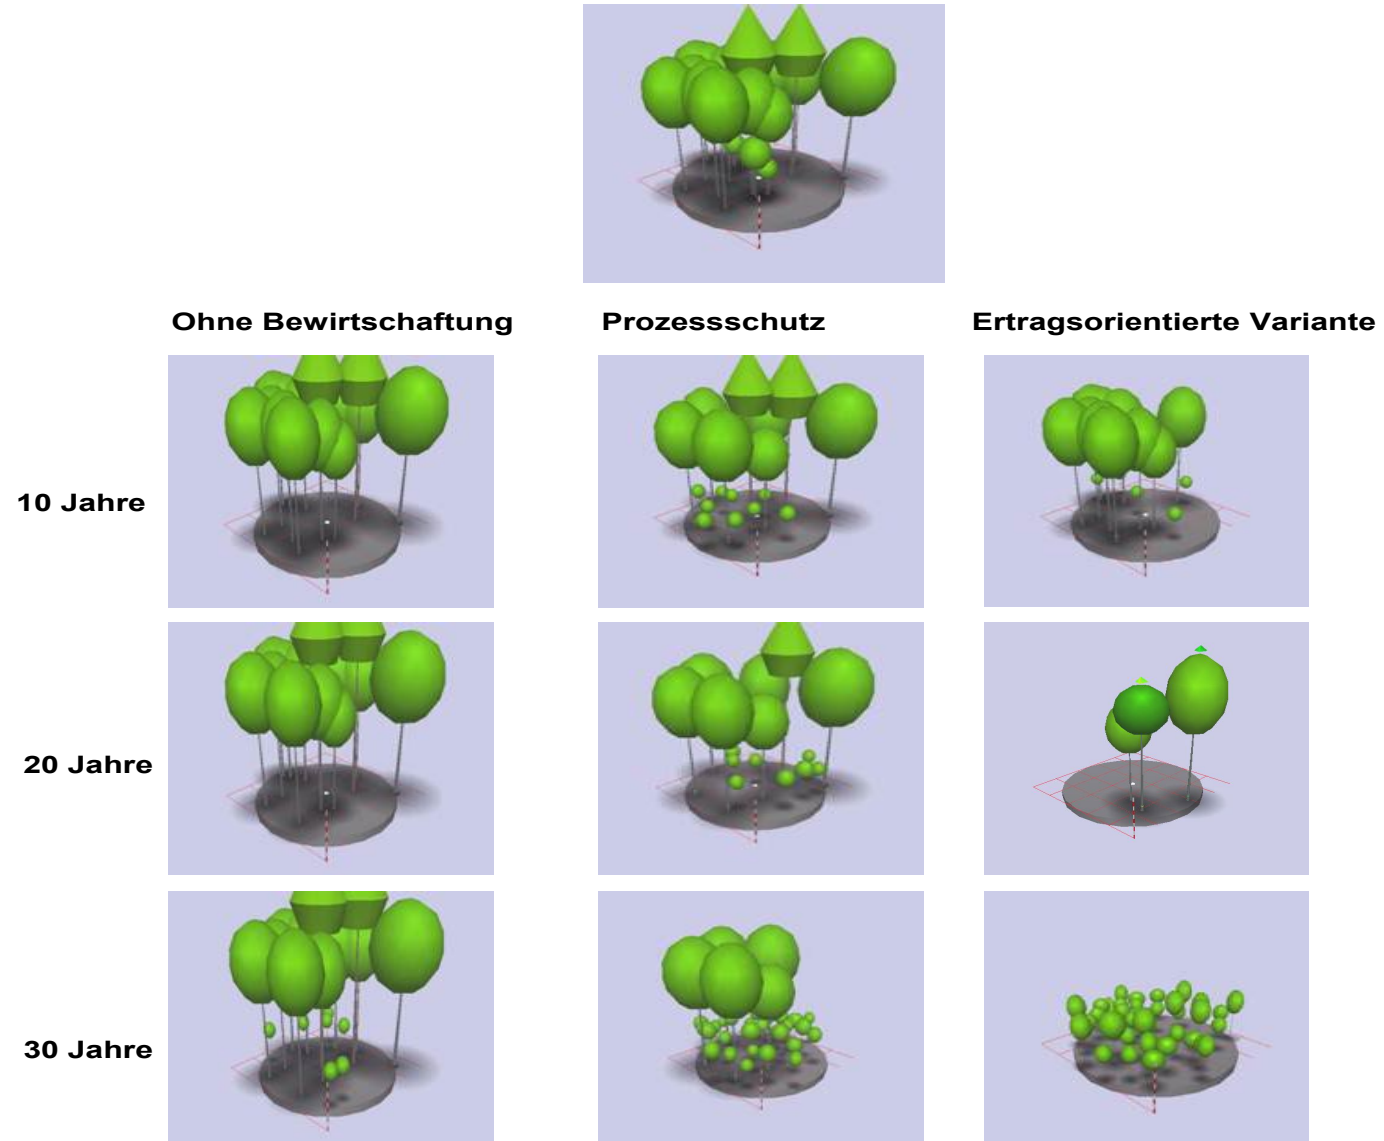 Ohne Bewirtschaftung
Prozessschutz
Ertragsorientierte Variante
10 Jahre
20 Jahre
30 Jahre